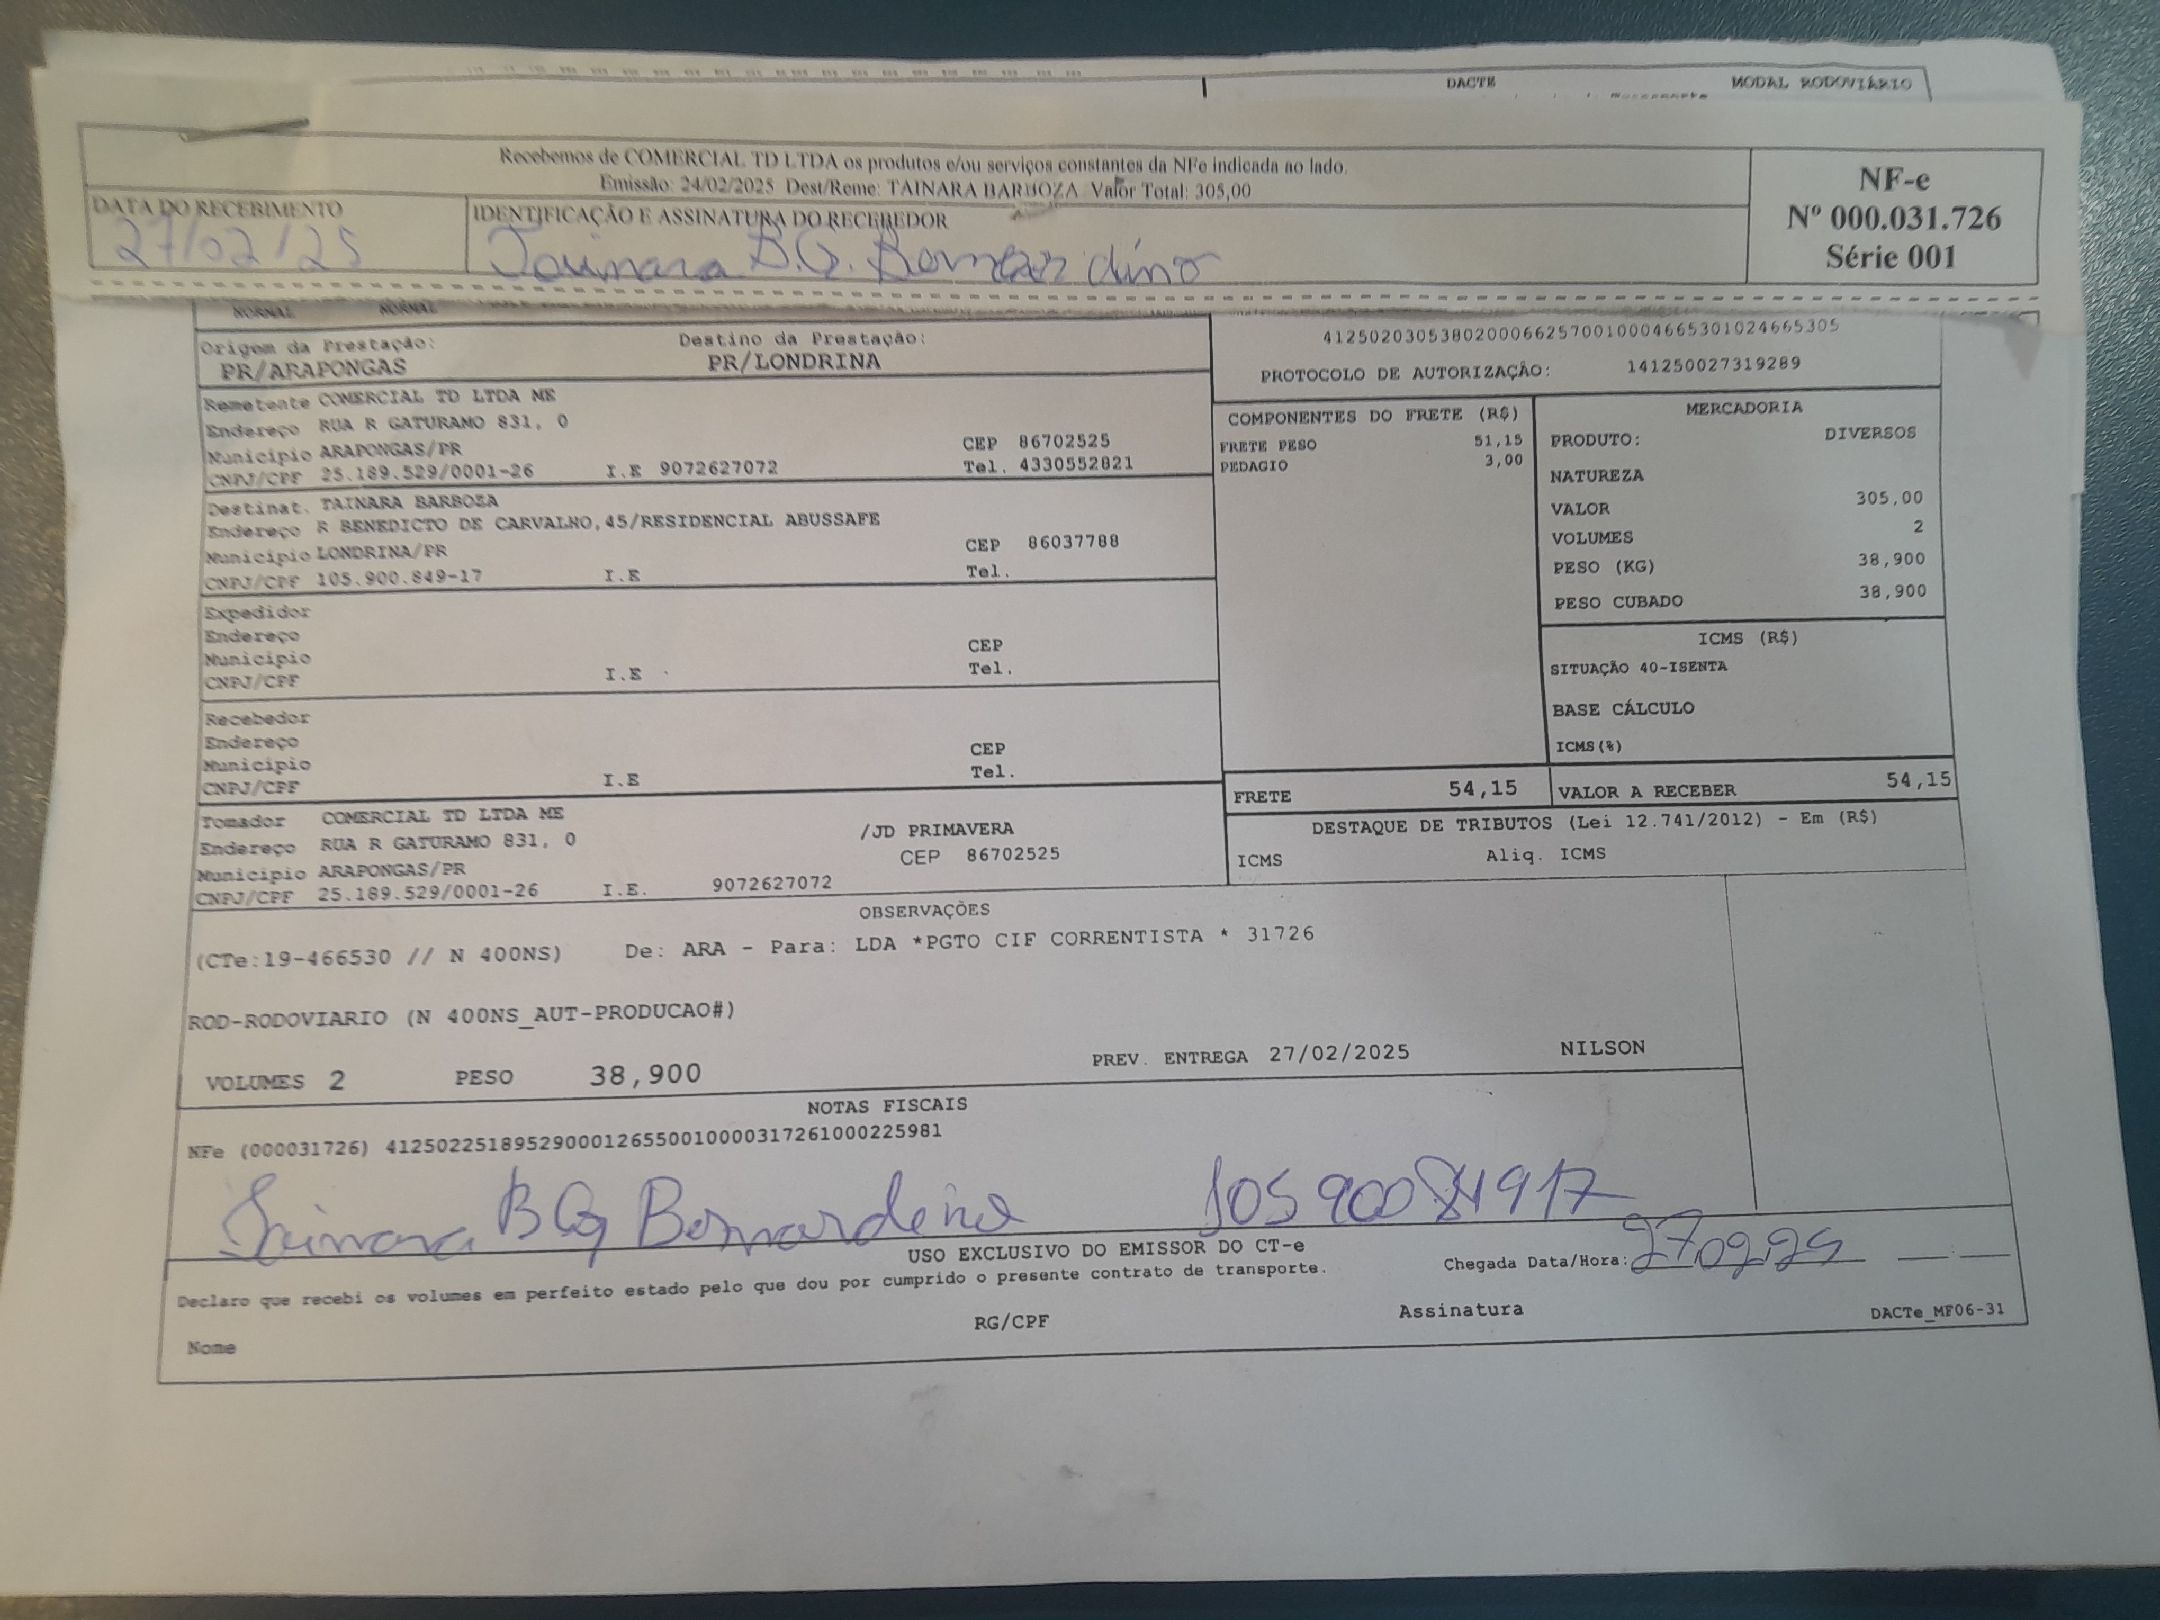 DACTE MODAL RODOVIÁRIO
Recebemos de COMERCIAL TD LTDA os produtos e/ou serviços constantes da NFe indicada ao lado.
Emissão: 24/02/2025 Dest/Reme: TAINARA BARBOZA Valor Total: 305,00
NF-e
Nº 000.031.726
Série 001
DATA DO RECEBIMENTO
27/02/25
IDENTIFICAÇÃO E ASSINATURA DO RECEBEDOR
Tainara B.G. Bernardino
NORMAL NORMAL
Origem da Prestação: Destino da Prestação:
PR/ARAPONGAS PR/LONDRINA
41250203053802000662570010004665301024665305
PROTOCOLO DE AUTORIZAÇÃO: 141250027319289
Remetente COMERCIAL TD LTDA ME
Endereço RUA R GATURAMO 831, 0
Município ARAPONGAS/PR CEP 86702525
CNPJ/CPF 25.189.529/0001-26 I.E 9072627072 Tel. 4330552821
Destinat. TAINARA BARBOZA
Endereço R BENEDICTO DE CARVALHO,45/RESIDENCIAL ABUSSAFE
Município LONDRINA/PR CEP 86037788
CNPJ/CPF 105.900.849-17 I.E Tel.
Expedidor
Endereço
Município CEP
CNPJ/CPF I.E Tel.
Recebedor
Endereço
Município CEP
CNPJ/CPF I.E Tel.
Tomador COMERCIAL TD LTDA ME
Endereço RUA R GATURAMO 831, 0 /JD PRIMAVERA
Município ARAPONGAS/PR CEP 86702525
CNPJ/CPF 25.189.529/0001-26 I.E. 9072627072
COMPONENTES DO FRETE (R$)
FRETE PESO 51,15
PEDAGIO 3,00
MERCADORIA
PRODUTO: DIVERSOS
NATUREZA
VALOR 305,00
VOLUMES 2
PESO (KG) 38,900
PESO CUBADO 38,900
ICMS (R$)
SITUAÇÃO 40-ISENTA
BASE CÁLCULO
ICMS(%)
FRETE 54,15 VALOR A RECEBER 54,15
DESTAQUE DE TRIBUTOS (Lei 12.741/2012) - Em (R$)
ICMS Aliq. ICMS
OBSERVAÇÕES
(CTe:19-466530 // N 400NS) De: ARA - Para: LDA *PGTO CIF CORRENTISTA * 31726
ROD-RODOVIARIO (N 400NS_AUT-PRODUCAO#)
VOLUMES 2 PESO 38,900 PREV. ENTREGA 27/02/2025 NILSON
NOTAS FISCAIS
NFe (000031726) 41250225189529000126550010000317261000225981
Tainara B G Bernardino 10590084917
USO EXCLUSIVO DO EMISSOR DO CT-e
Declaro que recebi os volumes em perfeito estado pelo que dou por cumprido o presente contrato de transporte.
Chegada Data/Hora: 270225
Nome RG/CPF Assinatura DACTe_MF06-31